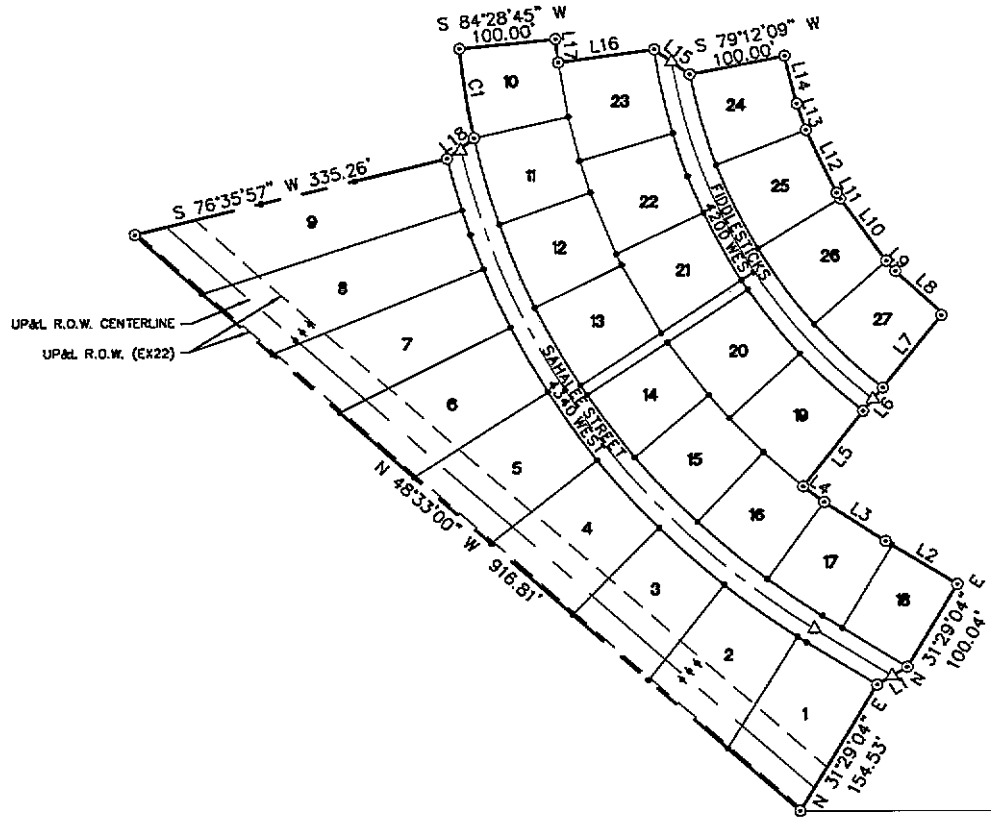 S 84°28'45" W
100.00'
L17
L16
L15
S 79°12'09" W
100.00'
L14
L13
L12
L11
L10
L9
L8
L7
L6
L5
L4
L3
L2
N 31°29'04" E
100.04'
L1
N 31°29'04" E
154.53'
N 48°33'00" W
916.81'
S 76°35'57" W 335.26'
L18
C1
UP&L R.O.W. CENTERLINE
UP&L R.O.W. (EX22)
FIDDLESTICKS
4200 WEST
SAHALEE STREET
4340 WEST
10
23
24
9
11
25
22
12
8
26
21
13
7
27
20
6
14
19
5
15
4
16
3
17
18
2
1